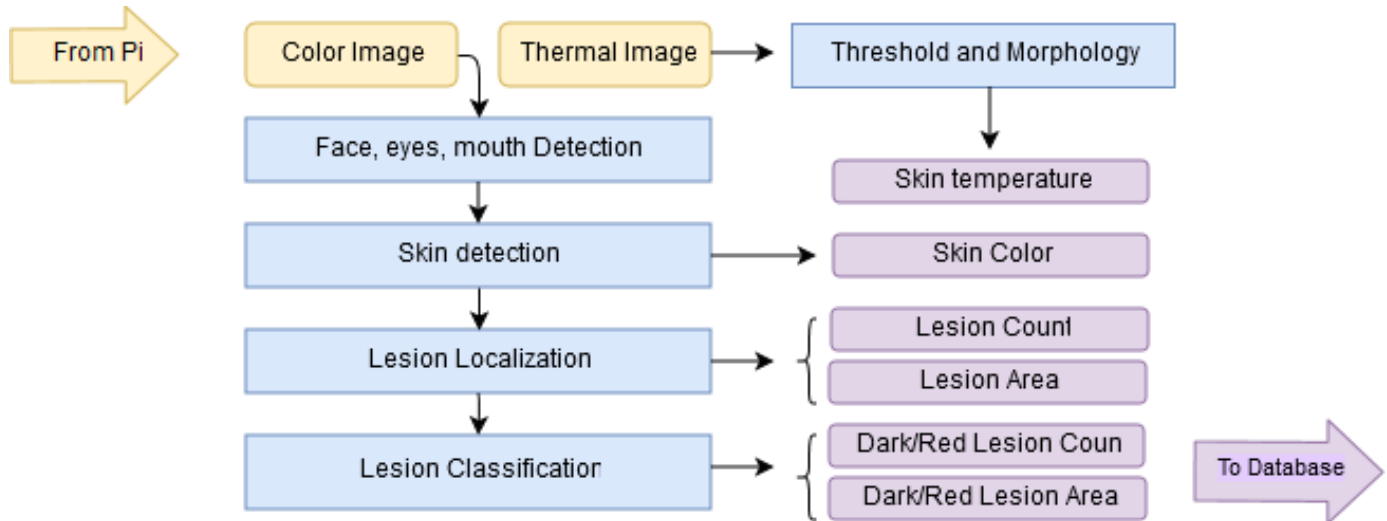 From Pi
Color Image
Thermal Image
Threshold and Morphology
Face, eyes, mouth Detection
Skin temperature
Skin detection
Skin Color
Lesion Localization
Lesion Count
Lesion Area
Lesion Classification
Dark/Red Lesion Coun
Dark/Red Lesion Area
To Database